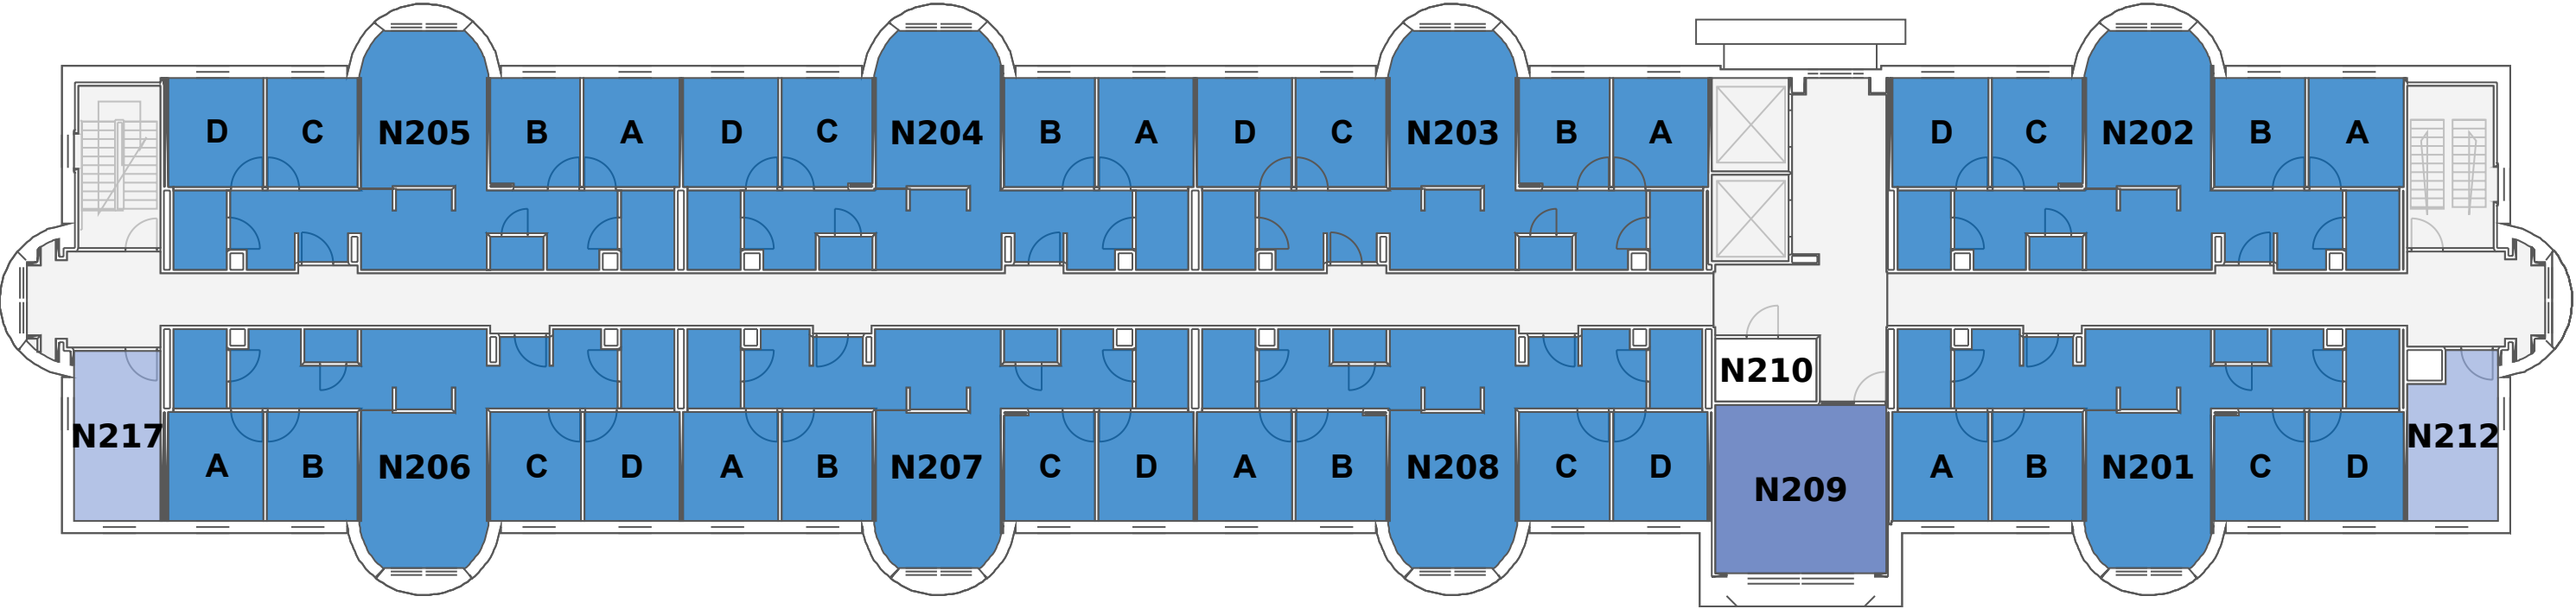 D C N205 B A D C N204 B A D C N203 B A D C N202 B A
N210
N217 N212
A B N206 C D A B N207 C D A B N208 C D A B N201 C D
N209